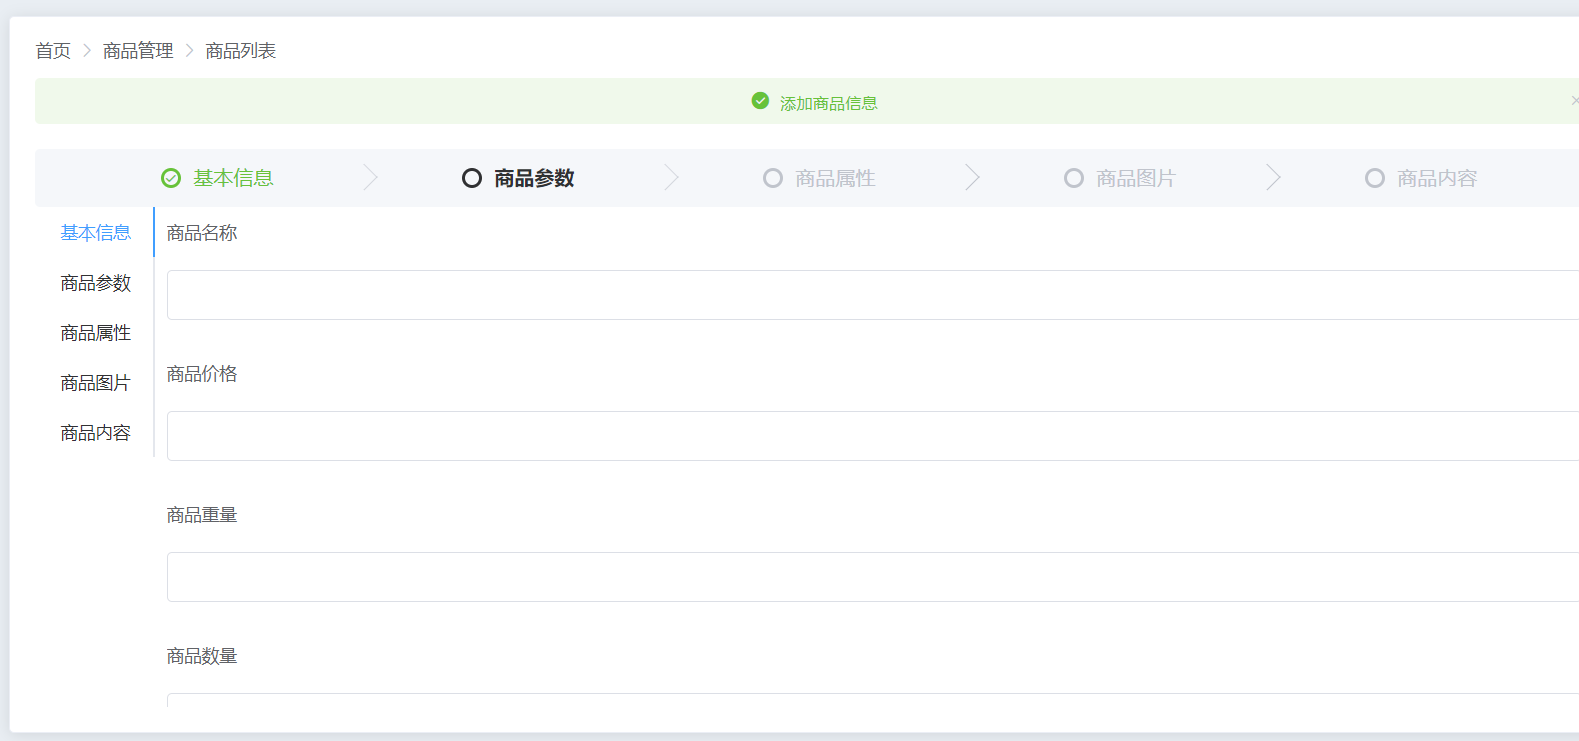 首页 > 商品管理 > 商品列表
添加商品信息
基本信息 商品参数 商品属性 商品图片 商品内容
基本信息
商品参数
商品属性
商品图片
商品内容
商品名称
商品价格
商品重量
商品数量